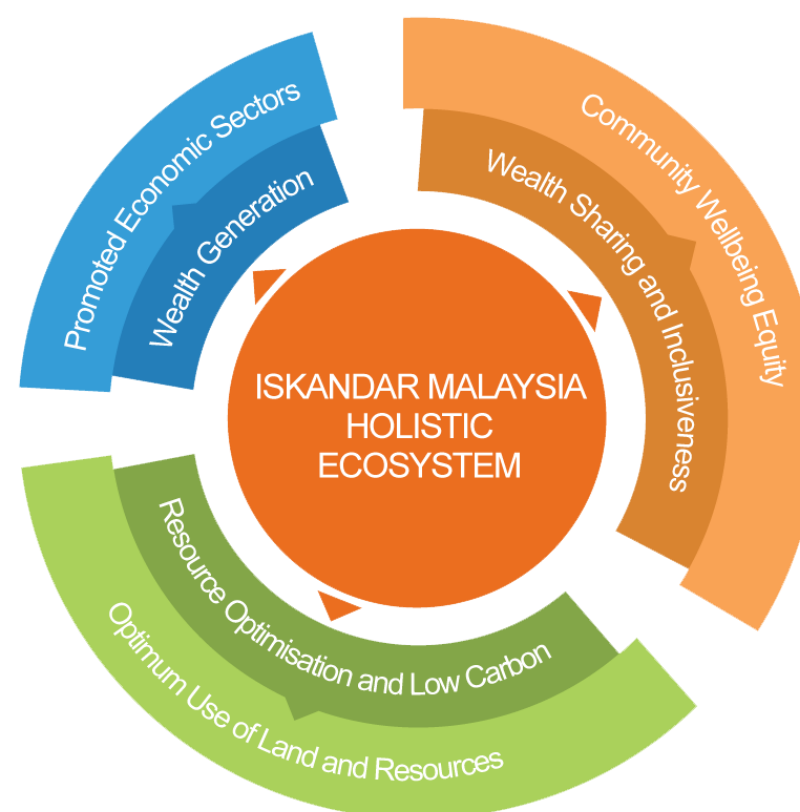 Promoted Economic Sectors
Wealth Generation
Community Wellbeing Equity
Wealth Sharing and Inclusiveness
ISKANDAR MALAYSIA
HOLISTIC
ECOSYSTEM
Resource Optimisation and Low Carbon
Optimum Use of Land and Resources